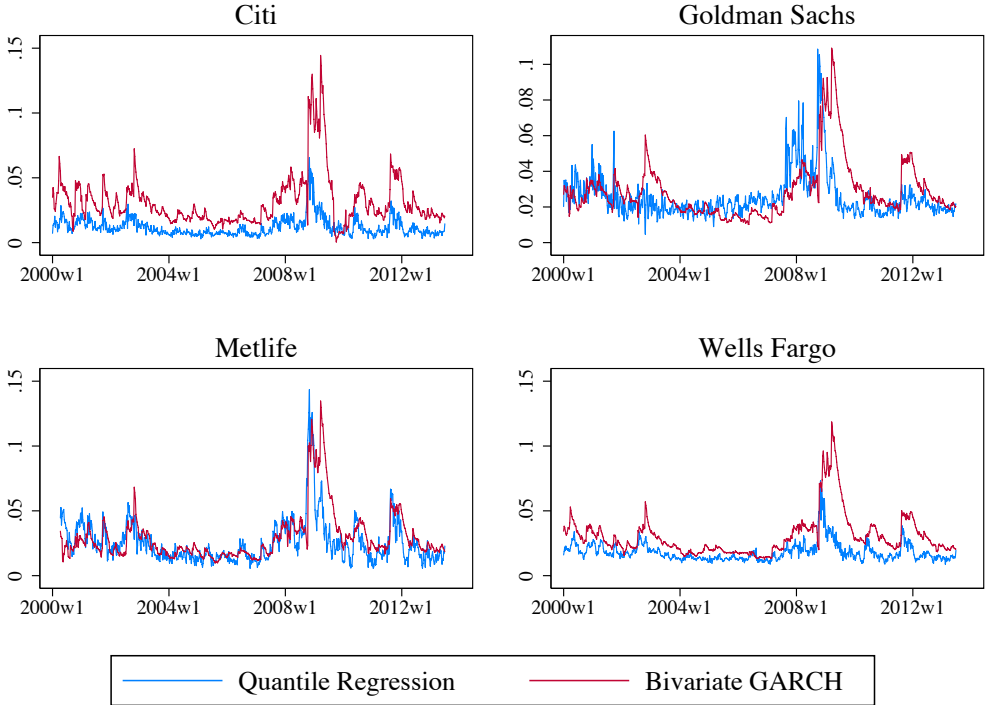 Citi
.15
.1
.05
0
2000w1 2004w1 2008w1 2012w1
Goldman Sachs
.1
.08
.06
.04
.02
0
2000w1 2004w1 2008w1 2012w1
Metlife
.15
.1
.05
0
2000w1 2004w1 2008w1 2012w1
Wells Fargo
.15
.1
.05
0
2000w1 2004w1 2008w1 2012w1
Quantile Regression Bivariate GARCH